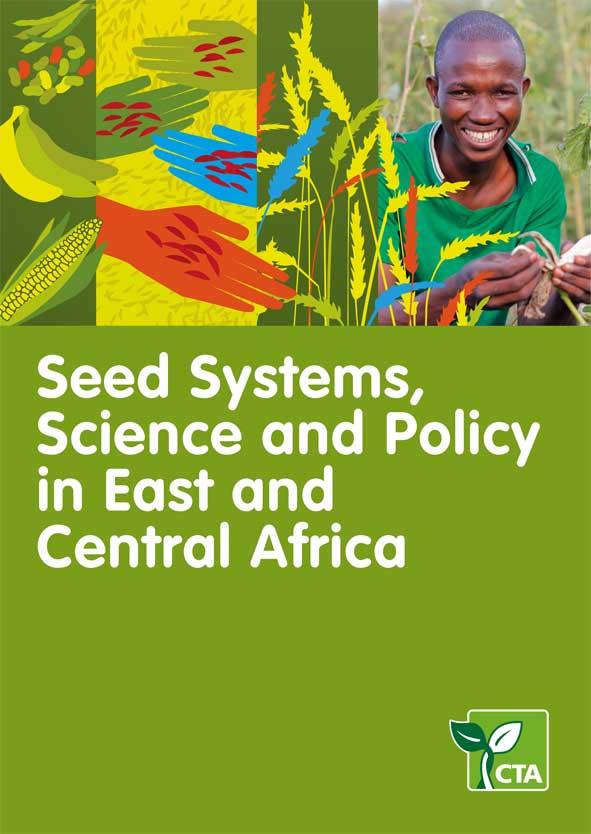 Seed Systems,
Science and Policy
in East and
Central Africa
CTA